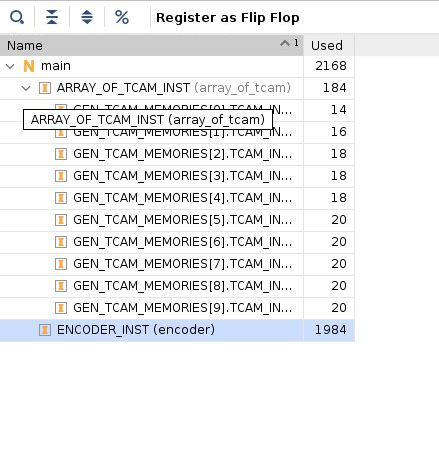 Register as Flip Flop
Name 1 Used
main 2168
ARRAY_OF_TCAM_INST (array_of_tcam) 184
GEN_TCAM_MEMORIES[0].TCAM_IN... 14
ARRAY_OF_TCAM_INST (array_of_tcam)
GEN_TCAM_MEMORIES[1].TCAM_IN... 16
GEN_TCAM_MEMORIES[2].TCAM_IN... 18
GEN_TCAM_MEMORIES[3].TCAM_IN... 18
GEN_TCAM_MEMORIES[4].TCAM_IN... 18
GEN_TCAM_MEMORIES[5].TCAM_IN... 20
GEN_TCAM_MEMORIES[6].TCAM_IN... 20
GEN_TCAM_MEMORIES[7].TCAM_IN... 20
GEN_TCAM_MEMORIES[8].TCAM_IN... 20
GEN_TCAM_MEMORIES[9].TCAM_IN... 20
ENCODER_INST (encoder) 1984